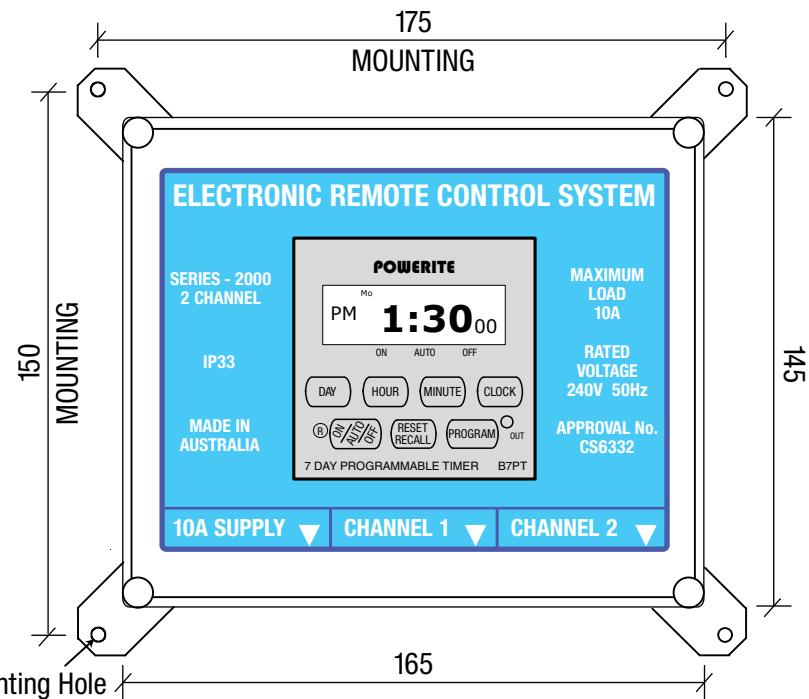 175
MOUNTING
150
MOUNTING
145
ELECTRONIC REMOTE CONTROL SYSTEM
SERIES - 2000
2 CHANNEL
IP33
MADE IN
AUSTRALIA
POWERITE
Mo
PM 1:30 00
ON AUTO OFF
DAY HOUR MINUTE CLOCK
® ON/AUTO/OFF
RESET
RECALL
PROGRAM
OUT
7 DAY PROGRAMMABLE TIMER B7PT
MAXIMUM
LOAD
10A
RATED
VOLTAGE
240V 50Hz
APPROVAL No.
CS6332
10A SUPPLY CHANNEL 1 CHANNEL 2
165
nting Hole